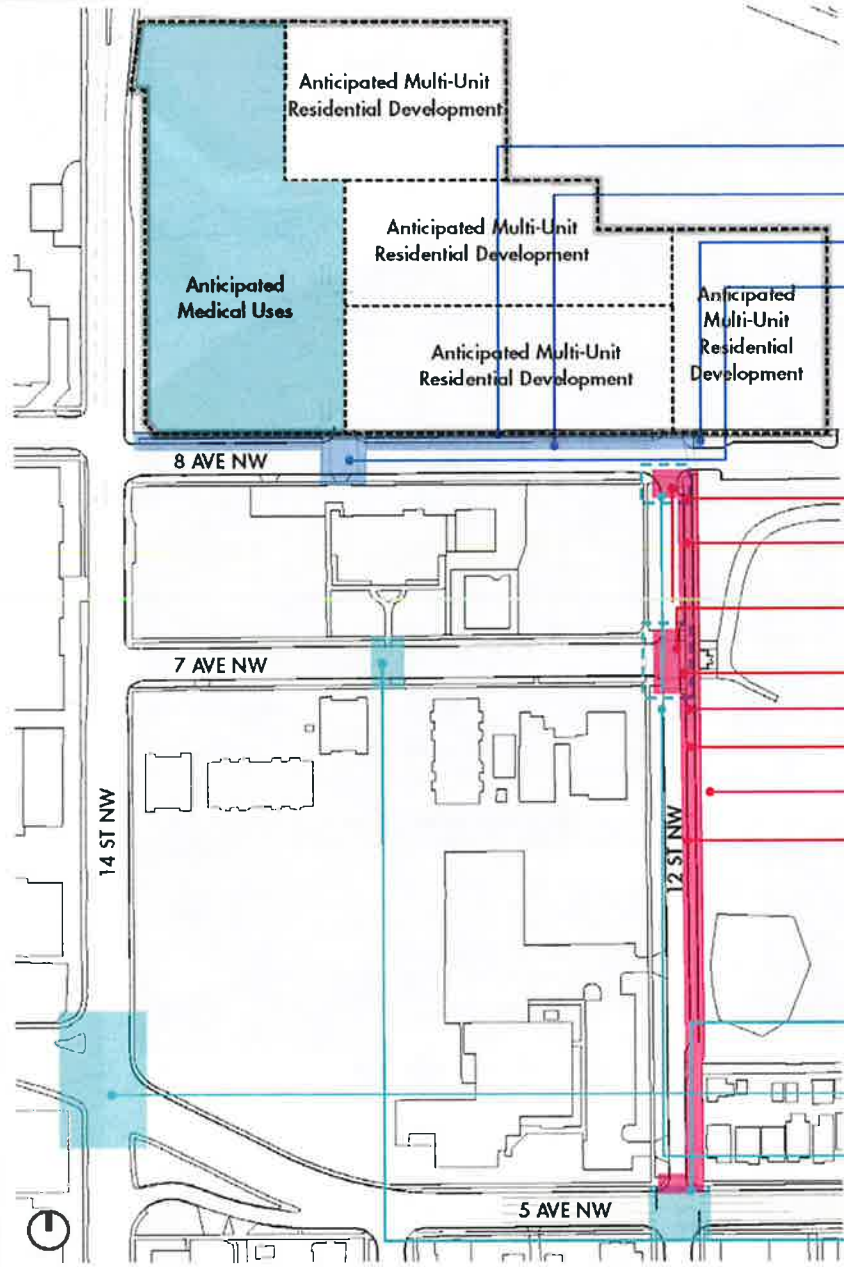 Anticipated Multi-Unit
Residential Development
Anticipated Multi-Unit
Residential Development
Anticipated
Medical Uses
Anticipated
Multi-Unit
Residential
Development
Anticipated Multi-Unit
Residential Development
8 AVE NW
7 AVE NW
14 ST NW
12 ST NW
5 AVE NW